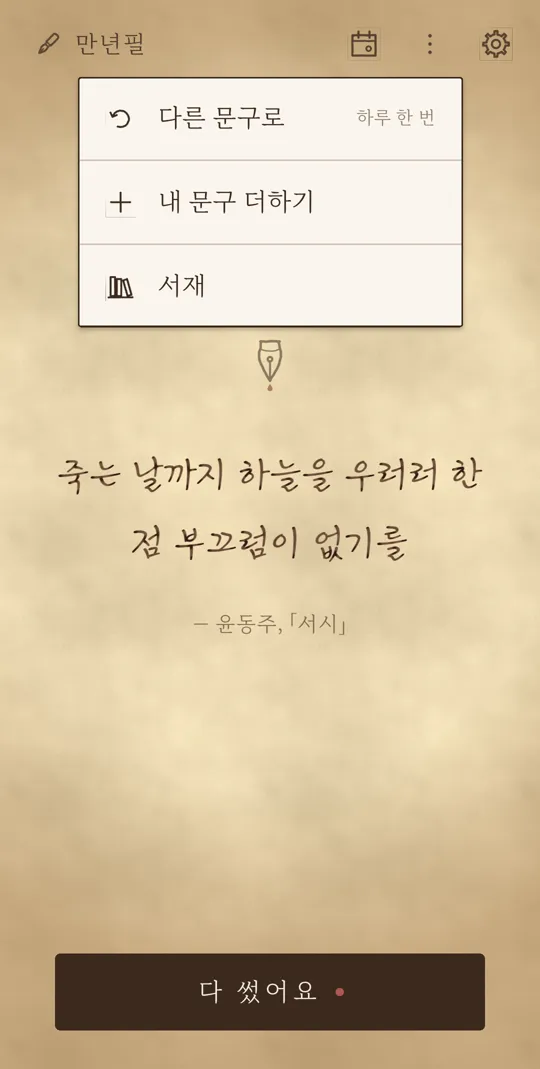 만년필
다른 문구로 하루 한 번
내 문구 더하기
서재
죽는 날까지 하늘을 우러러 한
점 부끄럼이 없기를
― 윤동주, 「서시」
다 썼어요